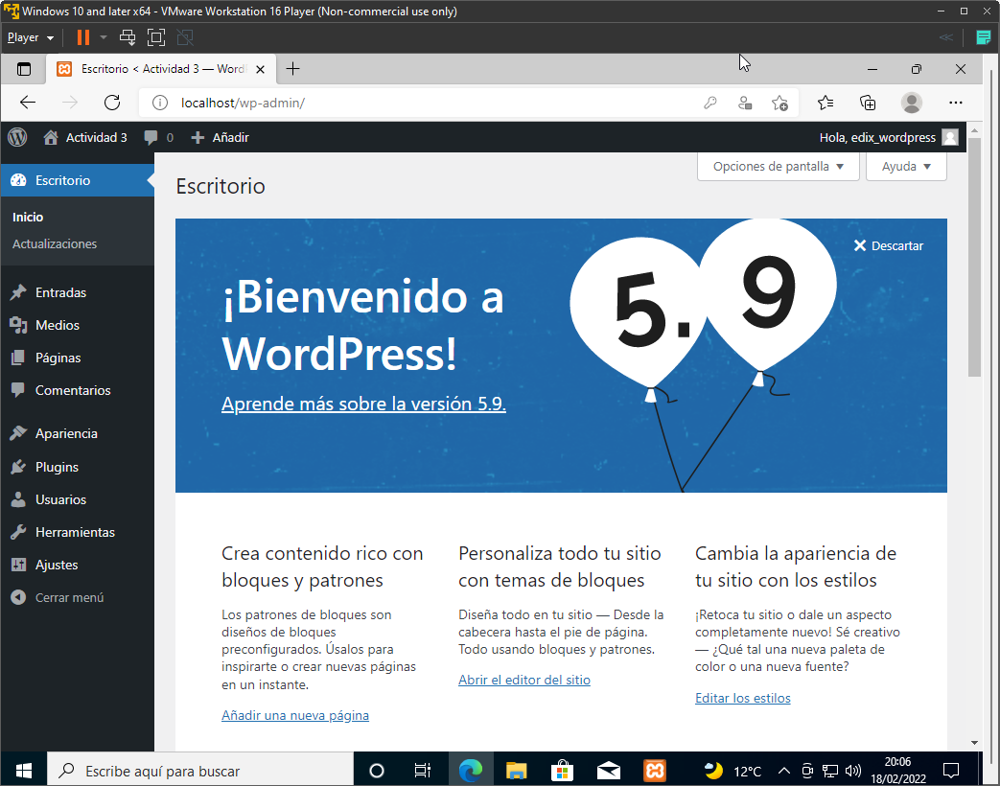 Windows 10 and later x64 - VMware Workstation 16 Player (Non-commercial use only)
Player
Escritorio < Actividad 3 — Word
localhost/wp-admin/
Actividad 3
0
Añadir
Hola, edix_wordpress
Escritorio
Inicio
Actualizaciones
Entradas
Medios
Páginas
Comentarios
Apariencia
Plugins
Usuarios
Herramientas
Ajustes
Cerrar menú
Opciones de pantalla
Ayuda
Escritorio
Descartar
¡Bienvenido a
WordPress!
Aprende más sobre la versión 5.9.
5.9
Crea contenido rico con
bloques y patrones
Los patrones de bloques son
diseños de bloques
preconfigurados. Úsalos para
inspirarte o crear nuevas páginas
en un instante.
Añadir una nueva página
Personaliza todo tu sitio
con temas de bloques
Diseña todo en tu sitio — Desde la
cabecera hasta el pie de página.
Todo usando bloques y patrones.
Abrir el editor del sitio
Cambia la apariencia de
tu sitio con los estilos
¡Retoca tu sitio o dale un aspecto
completamente nuevo! Sé creativo
— ¿Qué tal una nueva paleta de
color o una nueva fuente?
Editar los estilos
Escribe aquí para buscar
12°C
20:06
18/02/2022